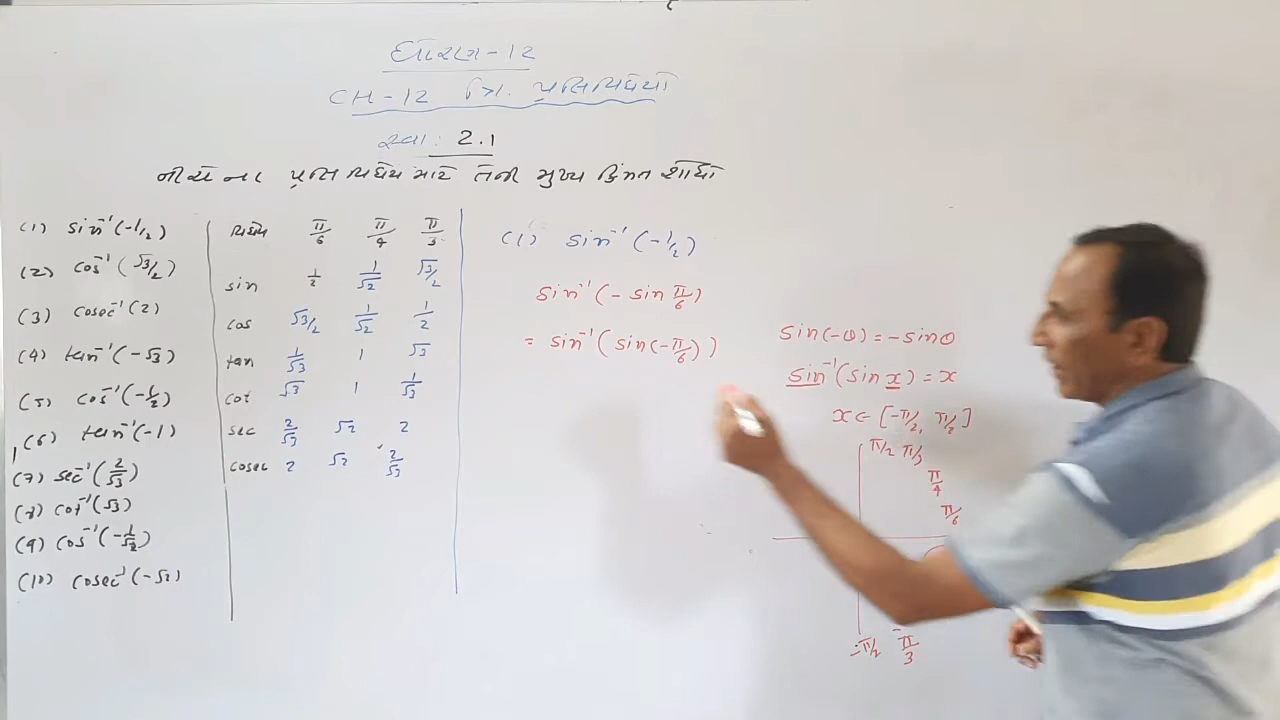 ધોરણ-12
CH-12 ત્રિ. પ્રતિવિધેયો
સ્વા: 2.1
નીચેના પ્રતિવિધેય માટે તેની મુખ્ય કિંમત શોધો
(1) sin⁻¹(-1/2)
(2) cos⁻¹(√3/2)
(3) cosec⁻¹(2)
(4) tan⁻¹(-√3)
(5) cos⁻¹(-1/2)
(6) tan⁻¹(-1)
(7) sec⁻¹(2/√3)
(8) cot⁻¹(√3)
(9) cos⁻¹(-1/√2)
(10) cosec⁻¹(-√2)
વિધેય π/6 π/4 π/3
sin 1/2 1/√2 √3/2
cos √3/2 1/√2 1/2
tan 1/√3 1 √3
cot √3 1 1/√3
sec 2/√3 √2 2
cosec 2 √2 2/√3
(1) sin⁻¹(-1/2)
sin⁻¹(-sin π/6)
= sin⁻¹(sin(-π/6))
sin(-θ) = -sinθ
sin⁻¹(sin x) = x
x ∈ [-π/2, π/2]
π/2 π/3
π/4
π/6
-π/2 -π/3